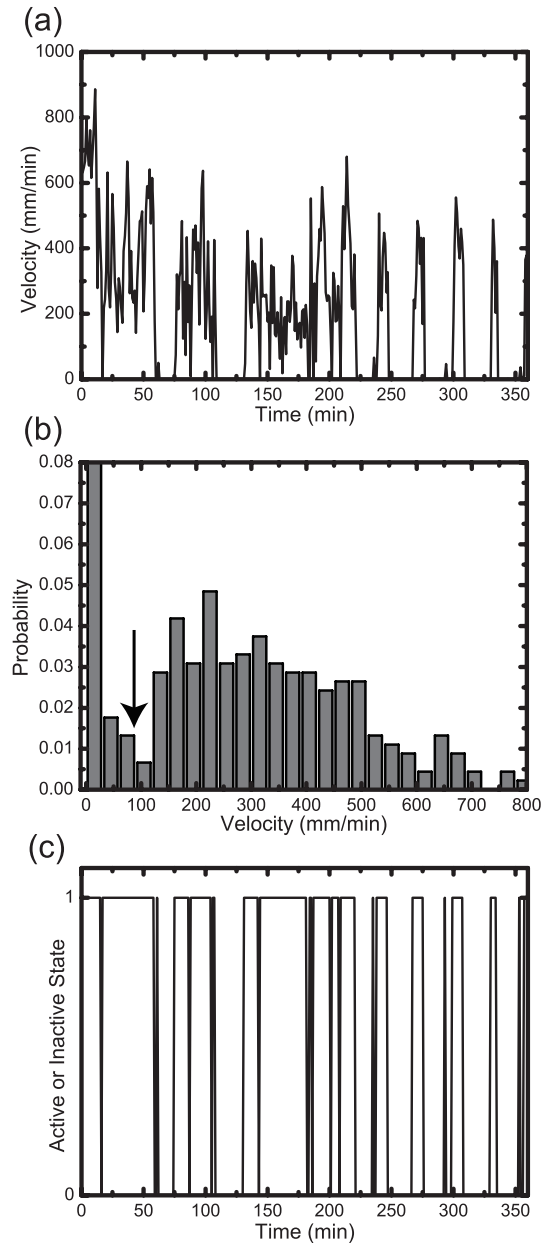 (a)
Velocity (mm/min)
1000
800
600
400
200
0
0 50 100 150 200 250 300 350
Time (min)
(b)
Probability
0.08
0.07
0.06
0.05
0.04
0.03
0.02
0.01
0.00
0 100 200 300 400 500 600 700 800
Velocity (mm/min)
(c)
Active or Inactive State
1
0
0 50 100 150 200 250 300 350
Time (min)